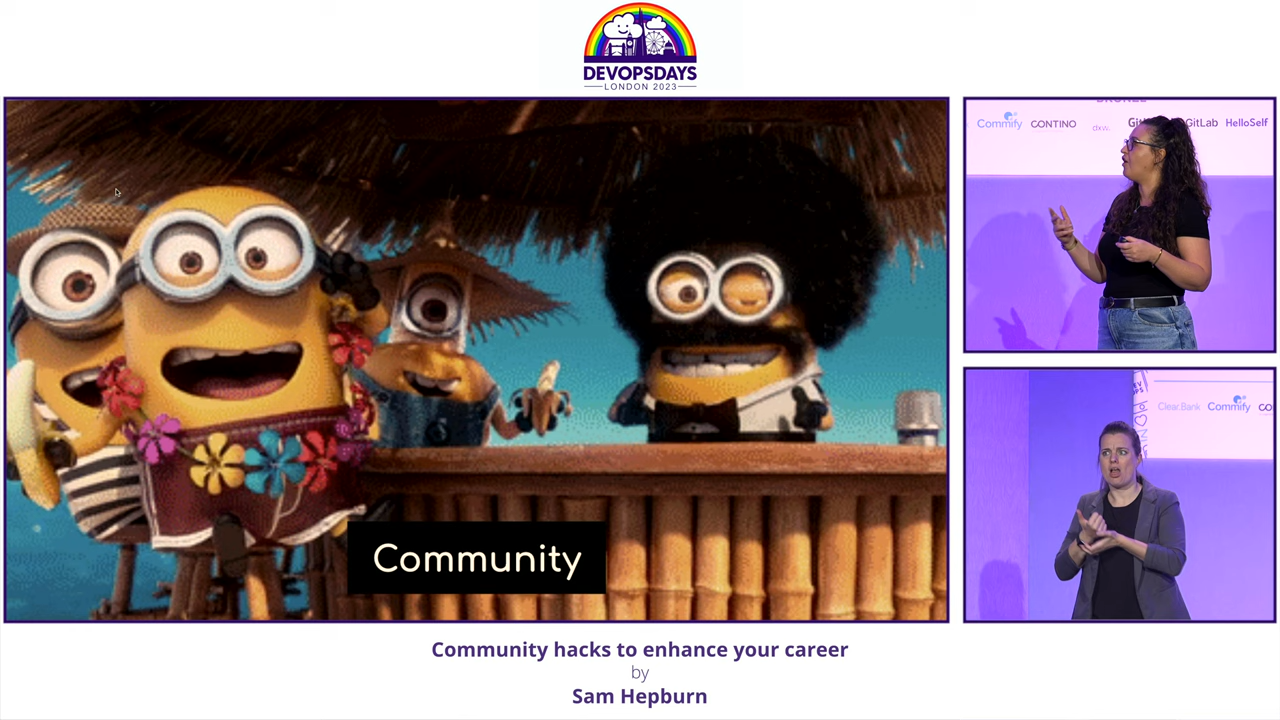 DEVOPSDAYS
LONDON 2023
Community
Commify
CONTINO
dxw.
GitLab
HelloSelf
Clear.Bank
Commify
Community hacks to enhance your career
by
Sam Hepburn